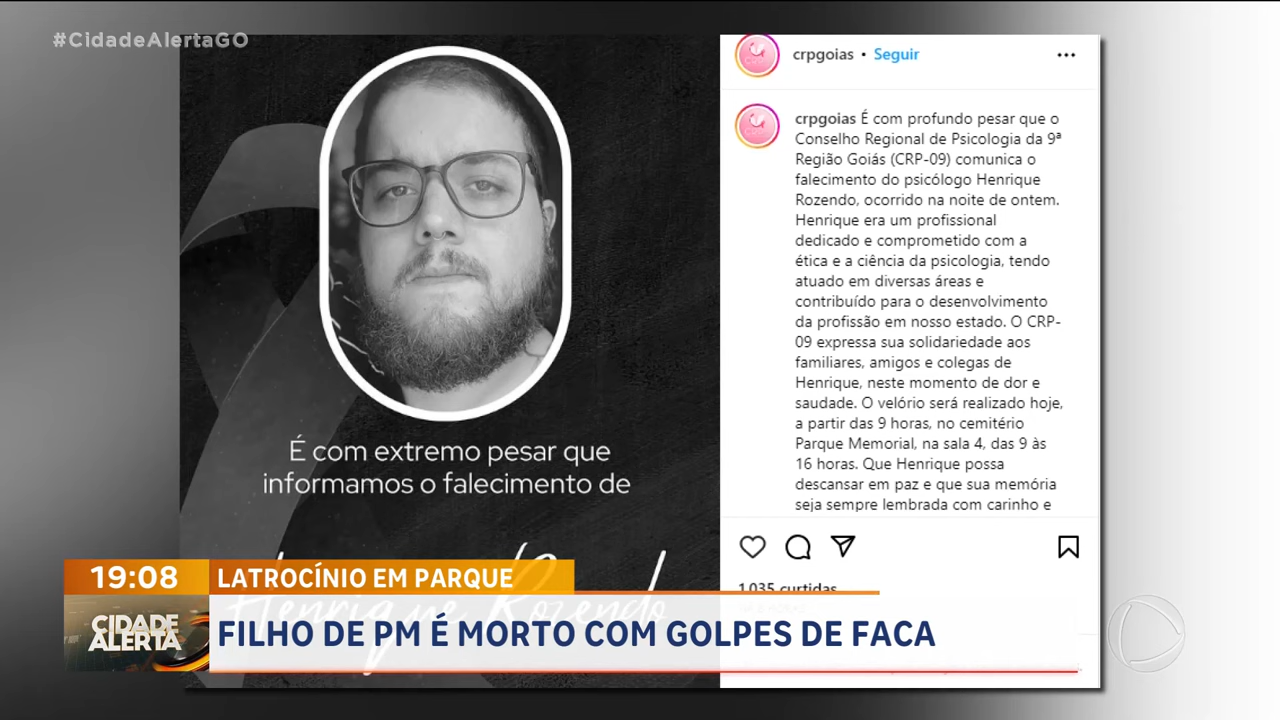 #CidadeAlertaGO
crpgoias • Seguir
crpgoias É com profundo pesar que o
Conselho Regional de Psicologia da 9ª
Região Goiás (CRP-09) comunica o
falecimento do psicólogo Henrique
Rozendo, ocorrido na noite de ontem.
Henrique era um profissional
dedicado e comprometido com a
ética e a ciência da psicologia, tendo
atuado em diversas áreas e
contribuído para o desenvolvimento
da profissão em nosso estado. O CRP-
09 expressa sua solidariedade aos
familiares, amigos e colegas de
Henrique, neste momento de dor e
saudade. O velório será realizado hoje,
a partir das 9 horas, no cemitério
Parque Memorial, na sala 4, das 9 às
16 horas. Que Henrique possa
descansar em paz e que sua memória
seja sempre lembrada com carinho e
É com extremo pesar que
informamos o falecimento de
Henrique Rozendo
1.035 curtidas
19:08
LATROCÍNIO EM PARQUE
CIDADE
ALERTA
FILHO DE PM É MORTO COM GOLPES DE FACA